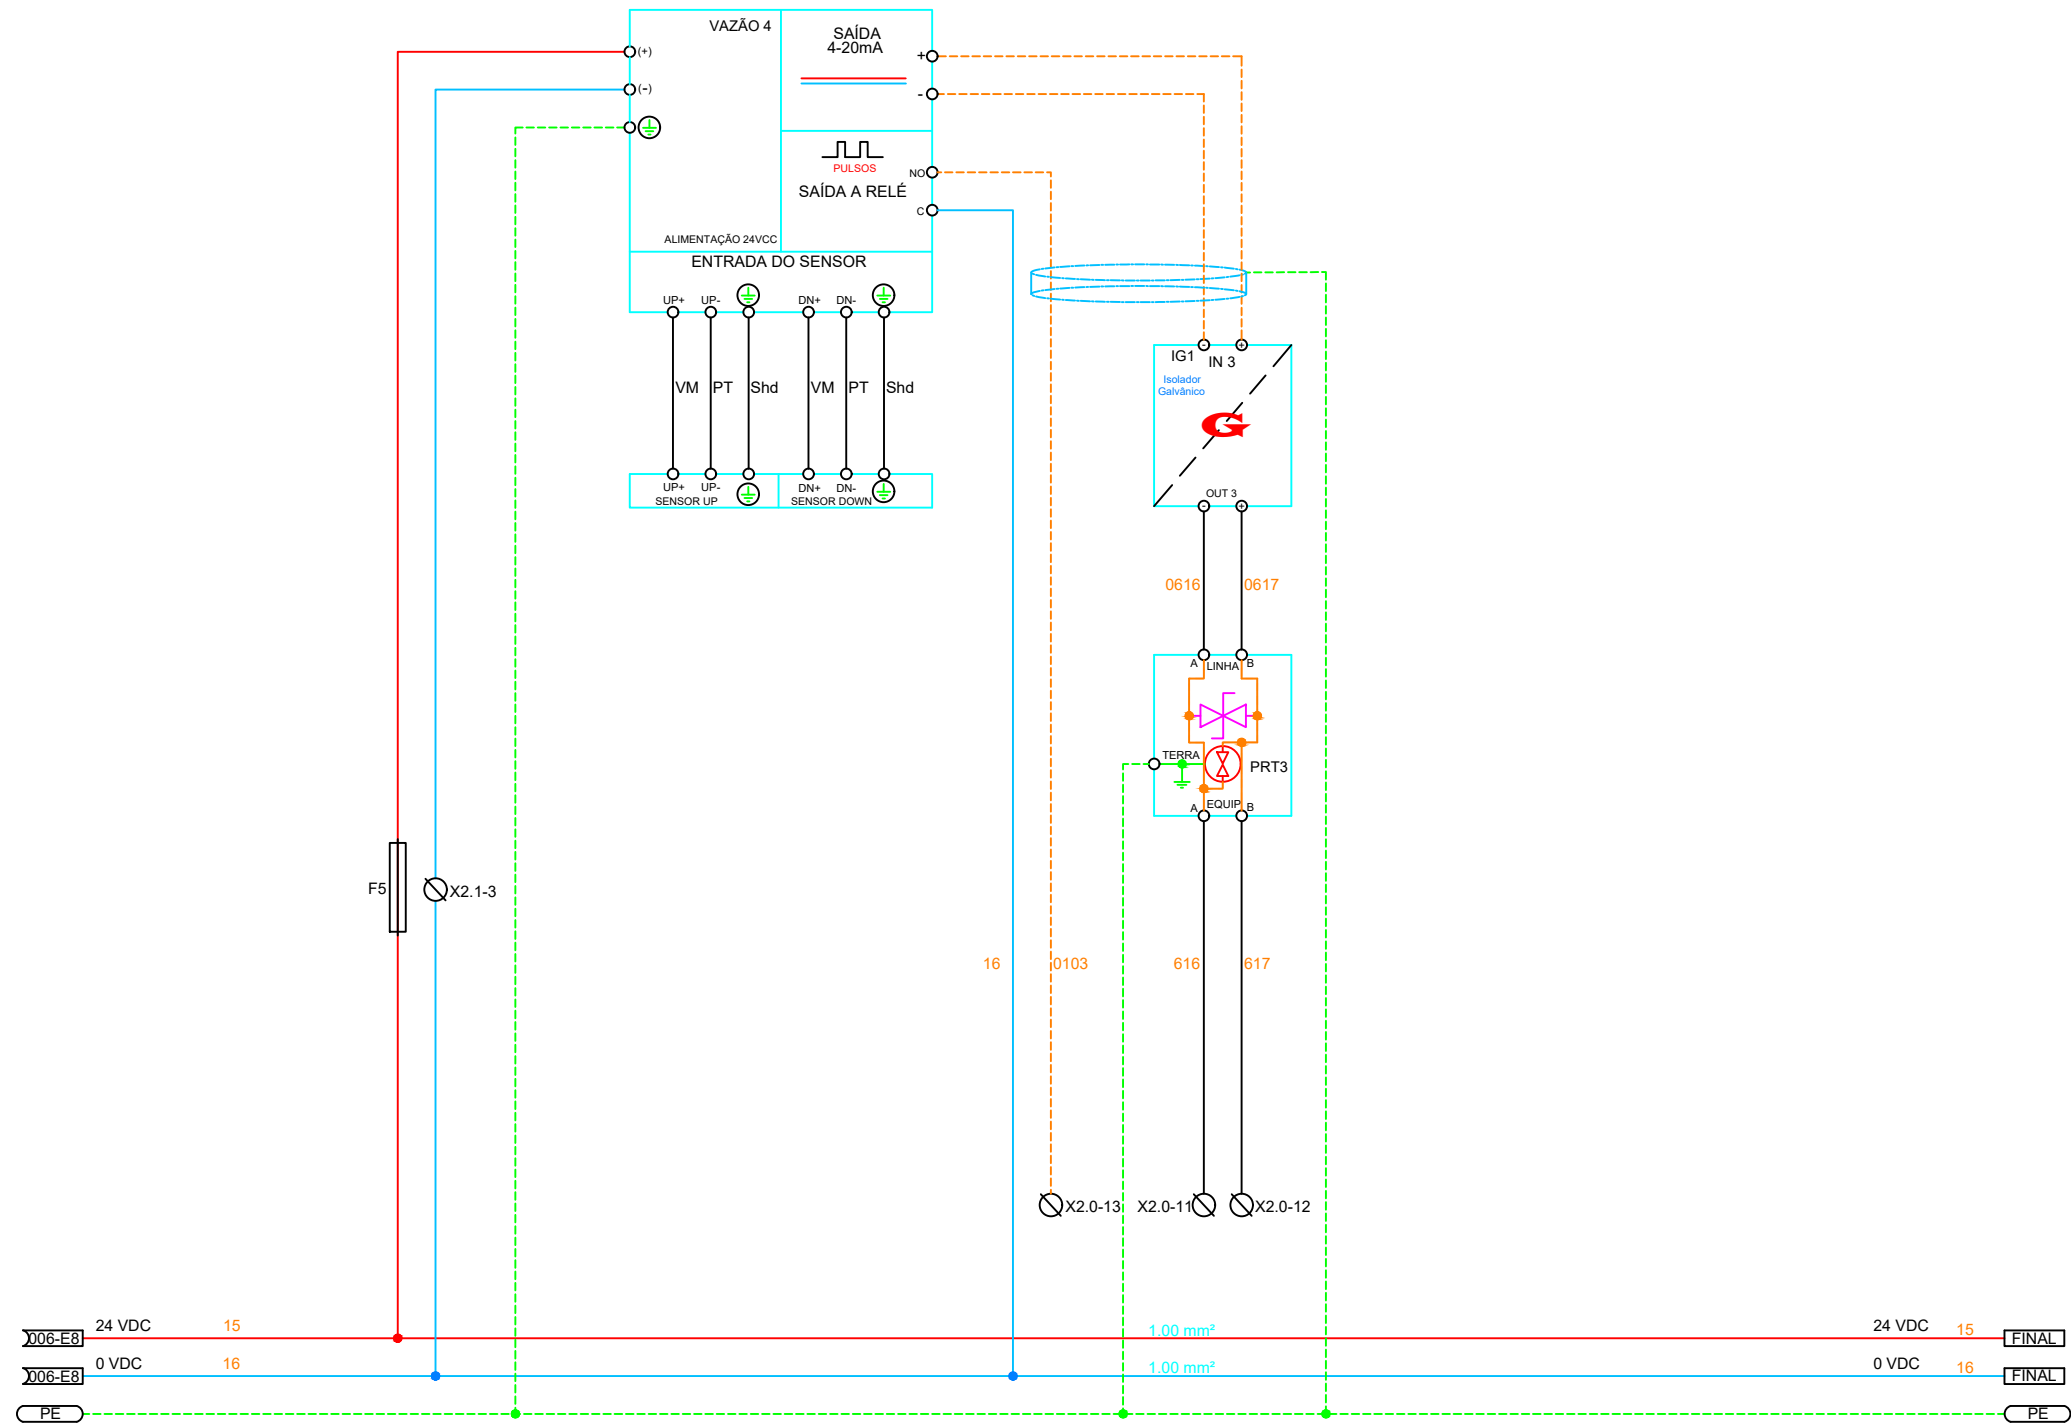 VAZÃO 4
SAÍDA
4-20mA
(+)
+
(-)
-
PULSOS
NO
SAÍDA A RELÉ
C
ALIMENTAÇÃO 24VCC
ENTRADA DO SENSOR
UP+ UP- DN+ DN-
VM PT Shd VM PT Shd
UP+ UP- DN+ DN-
SENSOR UP SENSOR DOWN
- +
IG1 IN 3
Isolador
Galvânico
G
OUT 3
- +
0616 0617
A LINHA B
TERRA
PRT3
A EQUIP B
F5 X2.1-3
16 0103 616 617
X2.0-13 X2.0-11 X2.0-12
006-E8 24 VDC 15 1.00 mm² 24 VDC 15 FINAL
006-E8 0 VDC 16 1.00 mm² 0 VDC 16 FINAL
PE PE